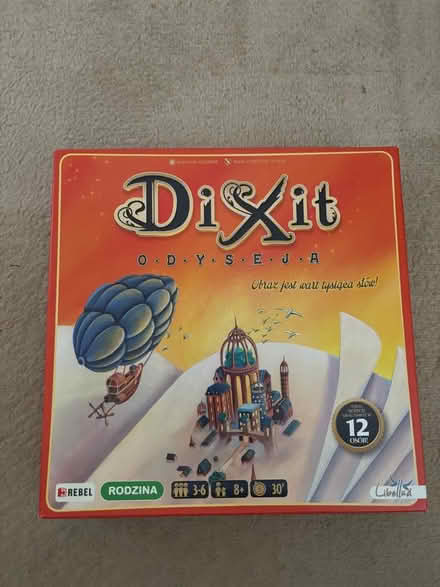 DiXit
O·D·Y·S·E·J·A
Obraz jest wart tysiąca słów!
12
OSÓB!
REBEL
RODZINA
3-6
8+
30'
Libellud